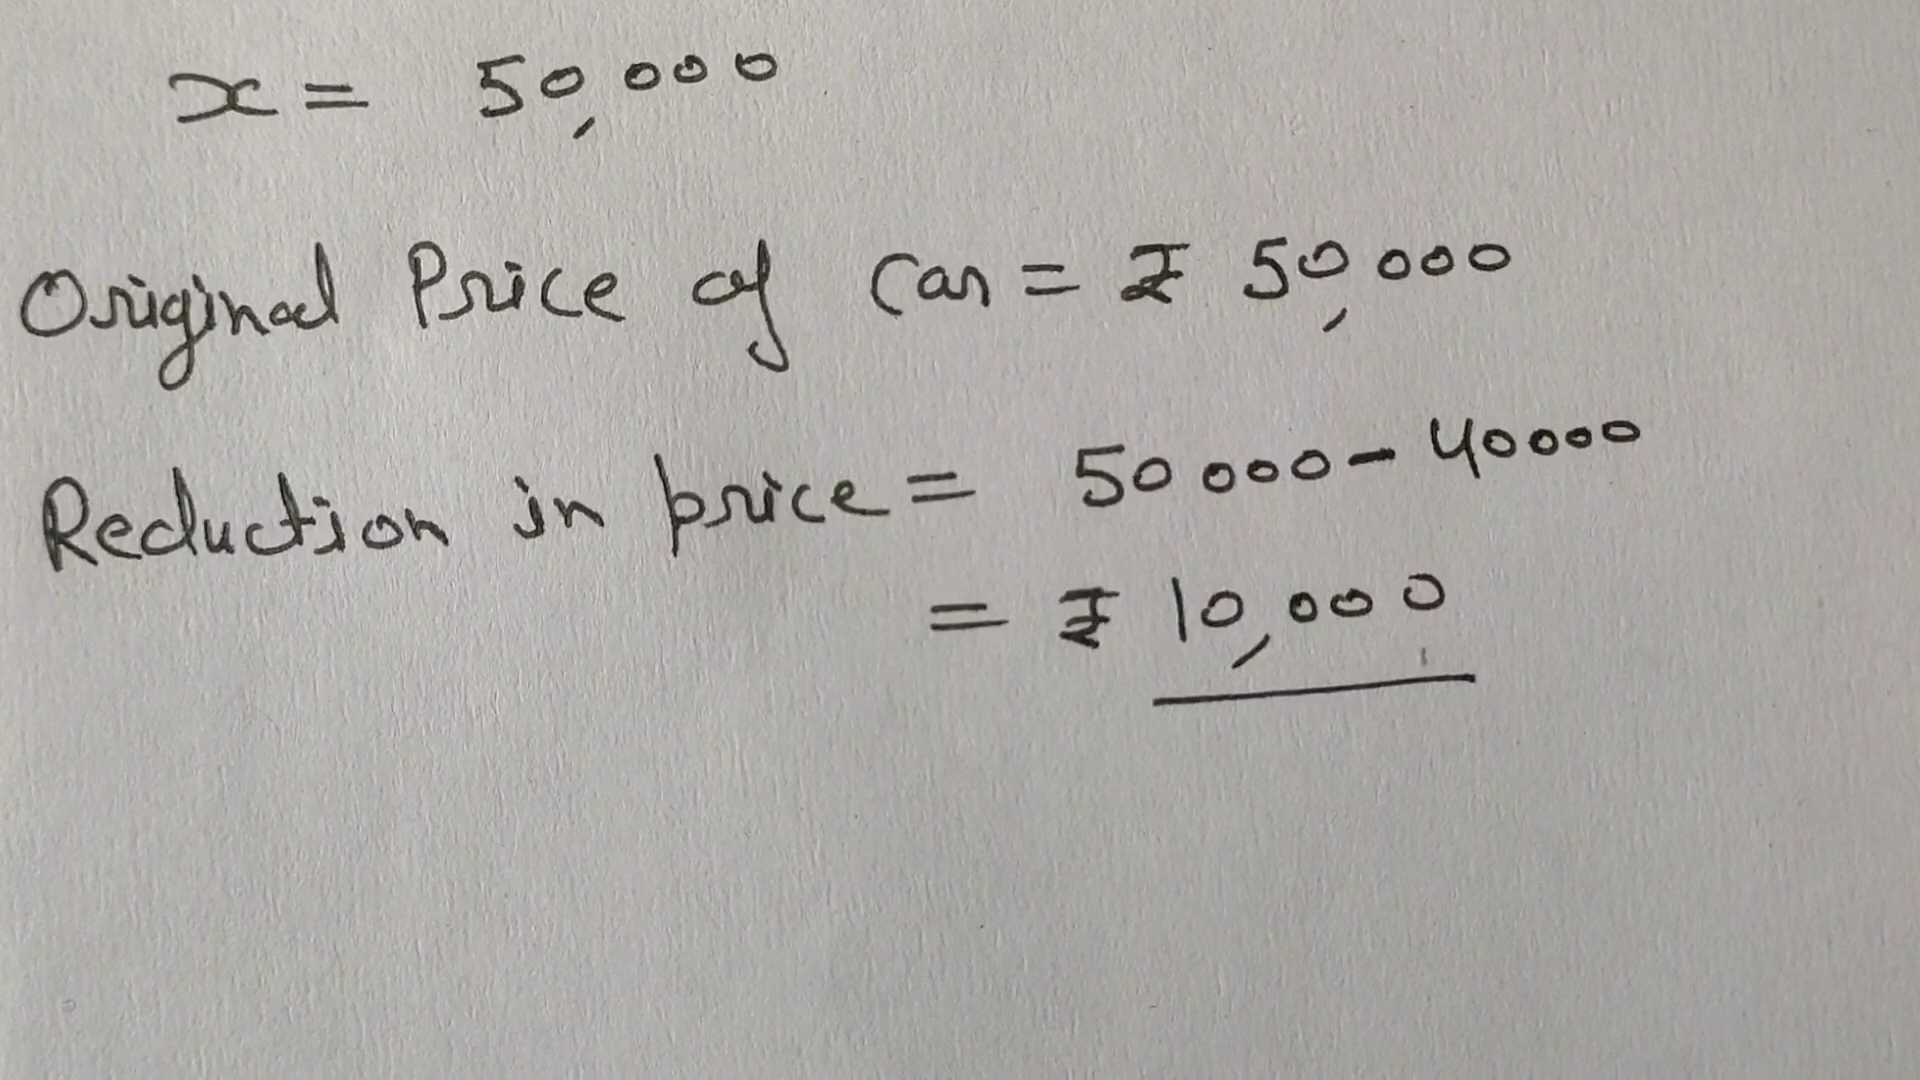 x = 50,000
Original Price of Car = ₹ 50,000
Reduction in price = 50000 - 40000
= ₹ 10,000